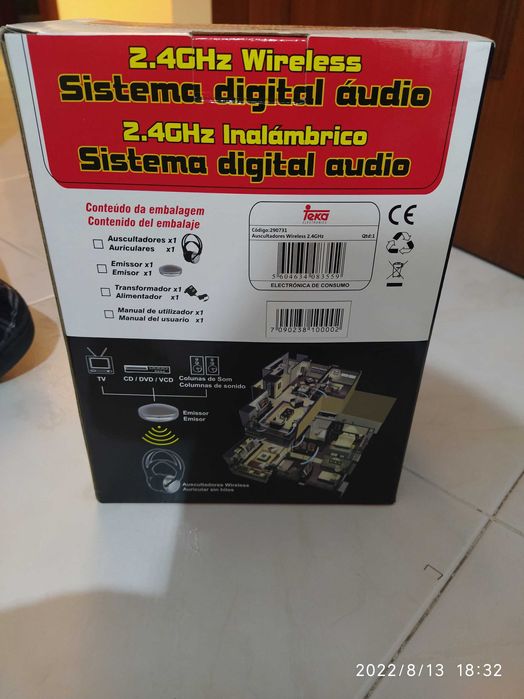 2.4GHz Wireless
Sistema digital áudio
2.4GHz Inalámbrico
Sistema digital audio
Conteúdo da embalagem
Contenido del embalaje
Auscultadores x1
Auriculares x1
Emissor x1
Emisor x1
Transformador x1
Alimentador x1
Manual de utilizador x1
Manual del usuario x1
Teka
ELECTRÓNICA
Código:290731
Auscultadores Wireless 2.4GHz Qtd:1
5 604634 083559
ELECTRÓNICA DE CONSUMO
7 090238 100002
CE
TV
CD / DVD / VCD
Colunas de Som
Columnas de sonido
Emissor
Emisor
Auscultadores Wireless
Auricular sin hilos
2022/8/13 18:32